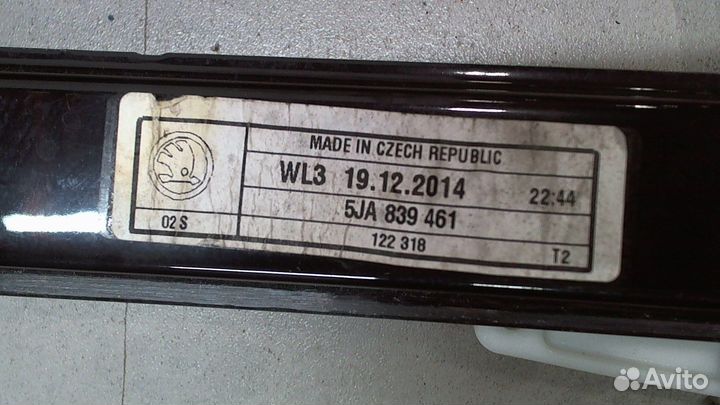 MADE IN CZECH REPUBLIC
WL3 19.12.2014 22:44
5JA 839 461
02 S 122 318 T2
Avito